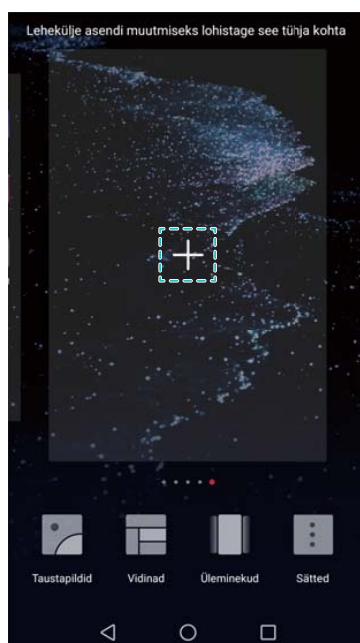 Lehekülje asendi muutmiseks lohistage see tühja kohta
Taustapildid
Vidinad
Üleminekud
Sätted